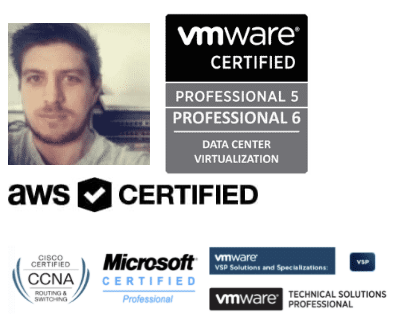 vmware®
CERTIFIED
PROFESSIONAL 5
PROFESSIONAL 6
DATA CENTER
VIRTUALIZATION
aws CERTIFIED
CISCO
CERTIFIED
CCNA
ROUTING &
SWITCHING
Microsoft
CERTIFIED
Professional
vmware
VSP Solutions and Specializations:
VSP
vmware TECHNICAL SOLUTIONS
PROFESSIONAL